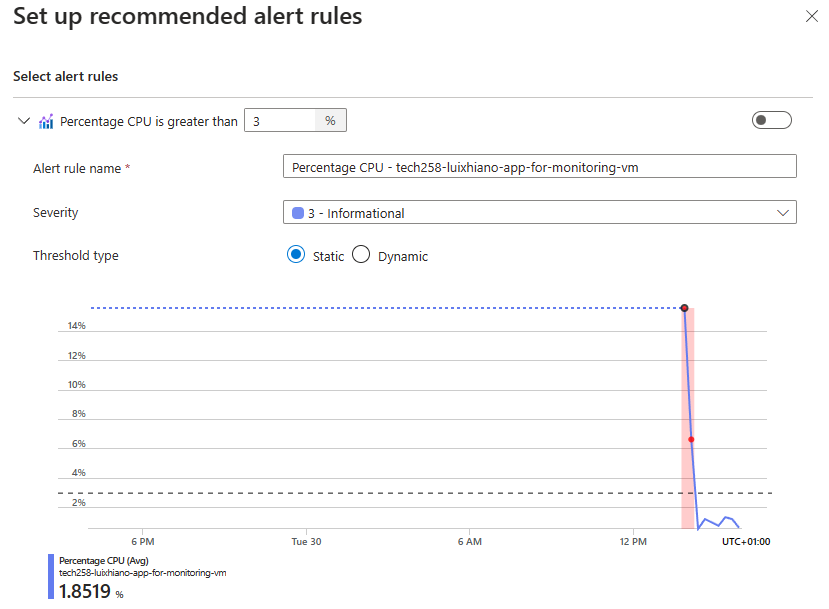 Set up recommended alert rules
Select alert rules
Percentage CPU is greater than 3 %
Alert rule name * Percentage CPU - tech258-luixhiano-app-for-monitoring-vm
Severity 3 - Informational
Threshold type Static Dynamic
14%
12%
10%
8%
6%
4%
2%
6 PM Tue 30 6 AM 12 PM UTC+01:00
Percentage CPU (Avg)
tech258-luixhiano-app-for-monitoring-vm
1.8519 %